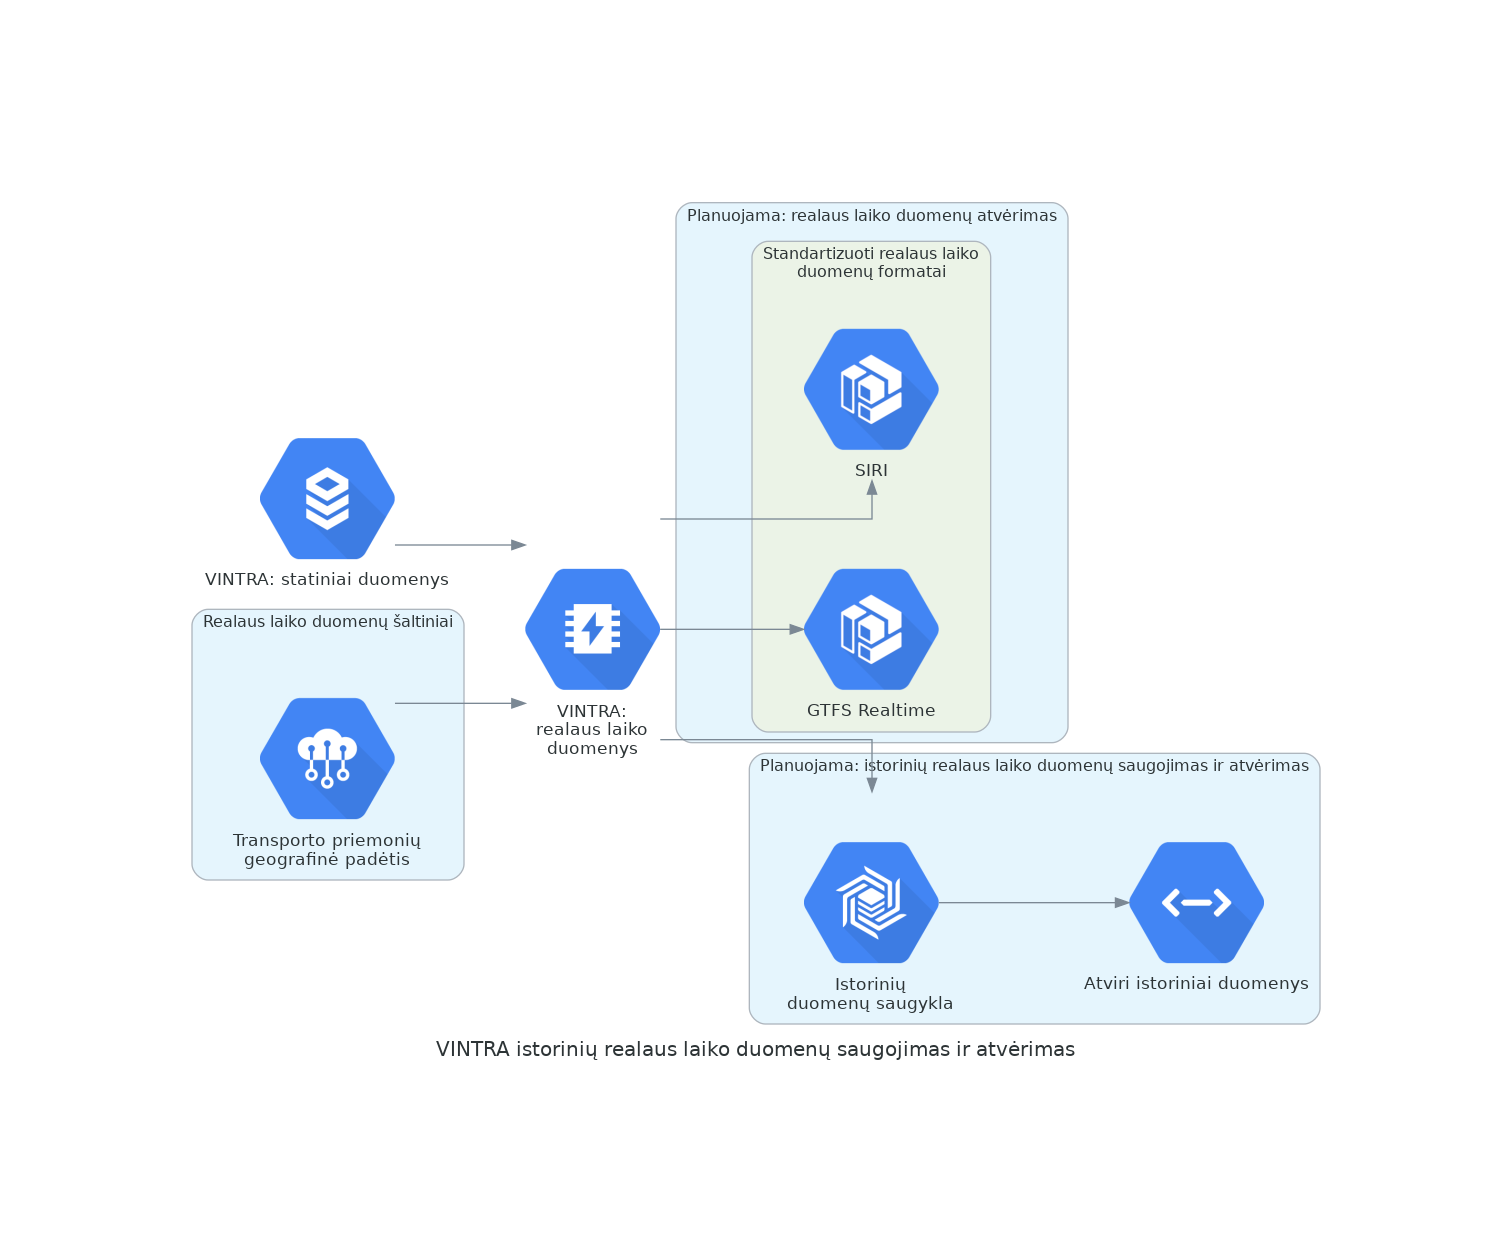 Planuojama: realaus laiko duomenų atvėrimas
Standartizuoti realaus laiko
duomenų formatai
SIRI
VINTRA: statiniai duomenys
Realaus laiko duomenų šaltiniai
GTFS Realtime
VINTRA:
realaus laiko
duomenys
Transporto priemonių
geografinė padėtis
Planuojama: istorinių realaus laiko duomenų saugojimas ir atvėrimas
Istorinių
duomenų saugykla
Atviri istoriniai duomenys
VINTRA istorinių realaus laiko duomenų saugojimas ir atvėrimas